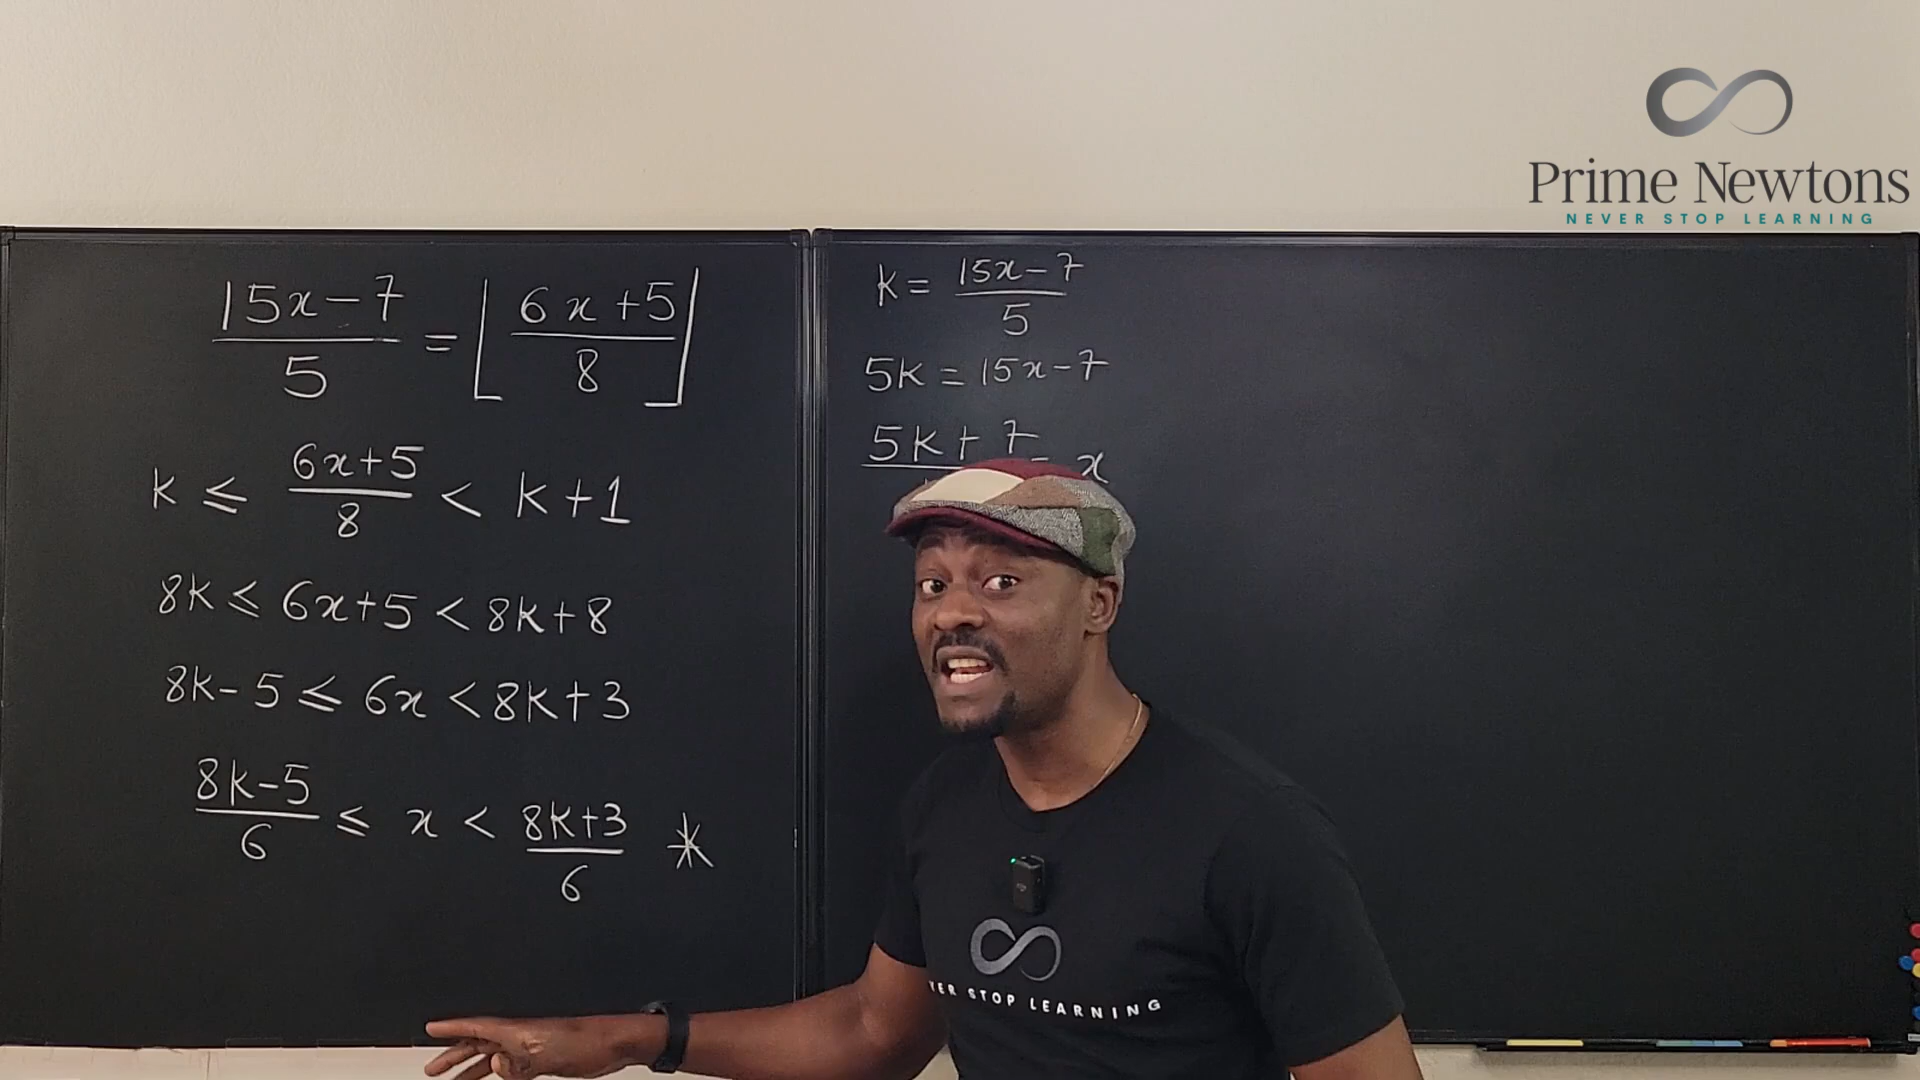 Prime Newtons
NEVER STOP LEARNING
(15x-7)/5 = ⌊(6x+5)/8⌋
k ≤ (6x+5)/8 < k+1
8k ≤ 6x+5 < 8k+8
8k-5 ≤ 6x < 8k+3
(8k-5)/6 ≤ x < (8k+3)/6 *
k = (15x-7)/5
5k = 15x-7
5k+7 = x
STOP LEARNING